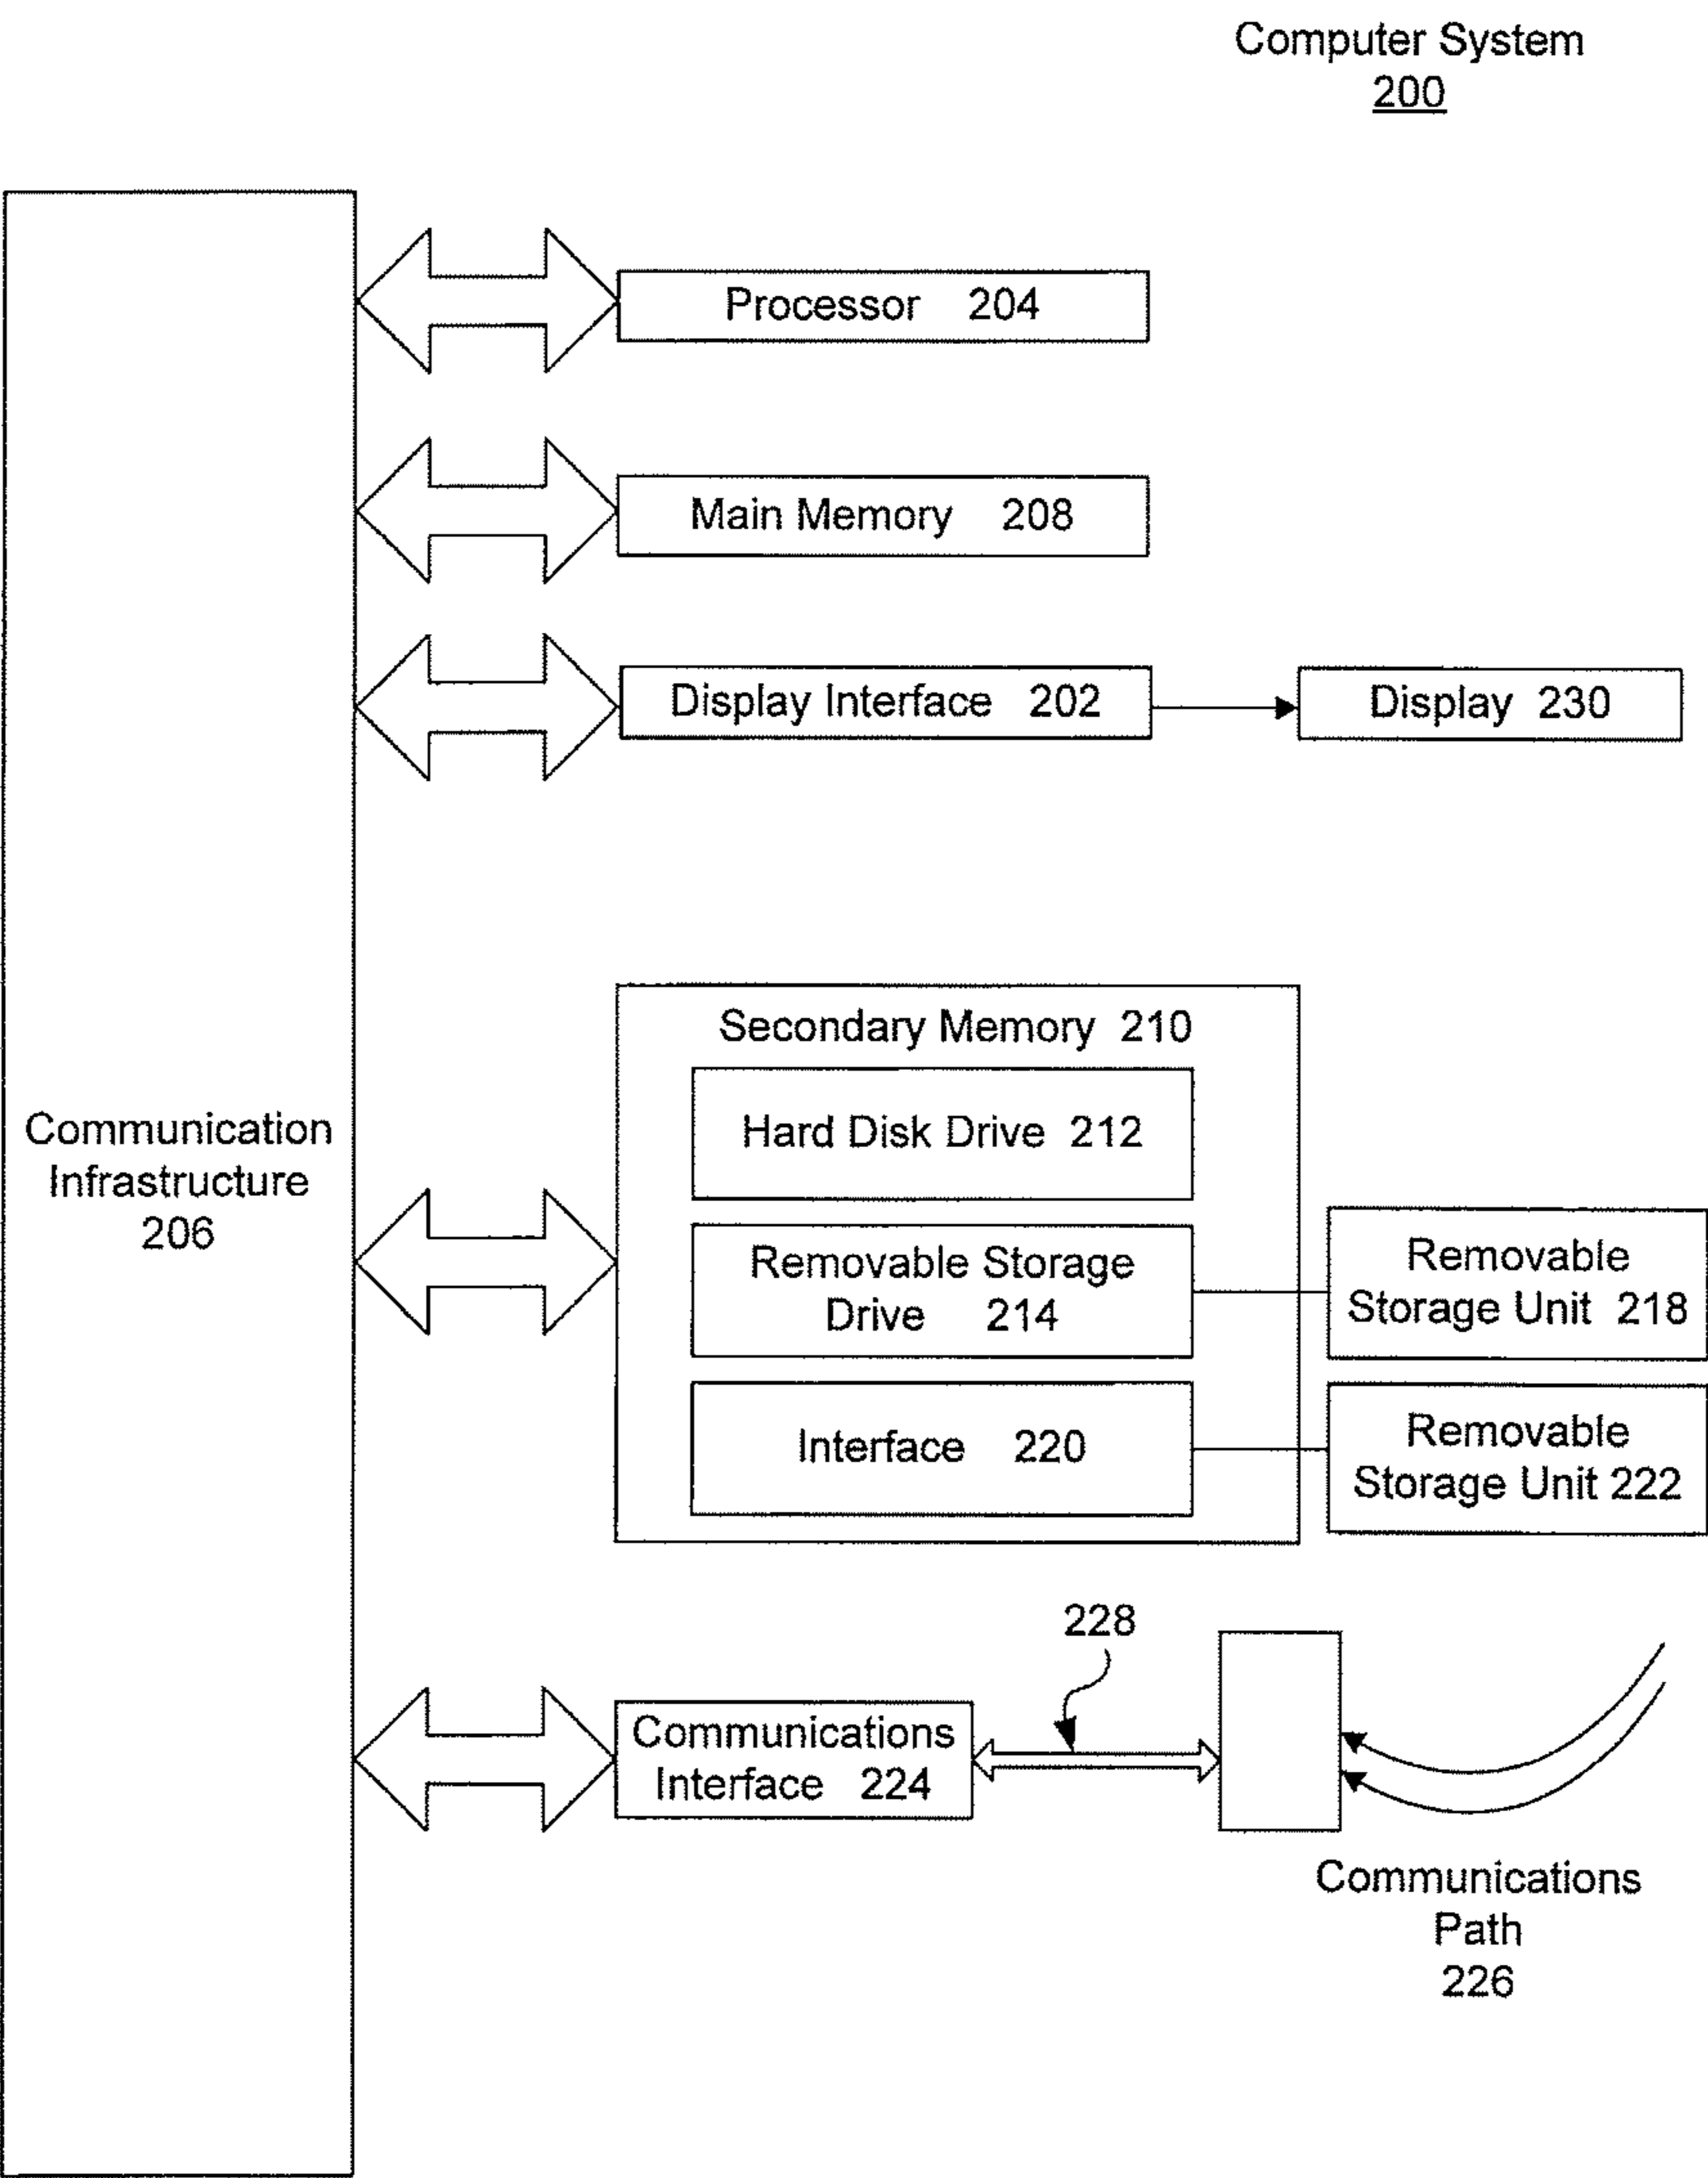 Computer System
200
Processor 204
Main Memory 208
Display Interface 202
Display 230
Secondary Memory 210
Hard Disk Drive 212
Communication
Infrastructure
206
Removable Storage
Drive 214
Removable
Storage Unit 218
Interface 220
Removable
Storage Unit 222
228
Communications
Interface 224
Communications
Path
226